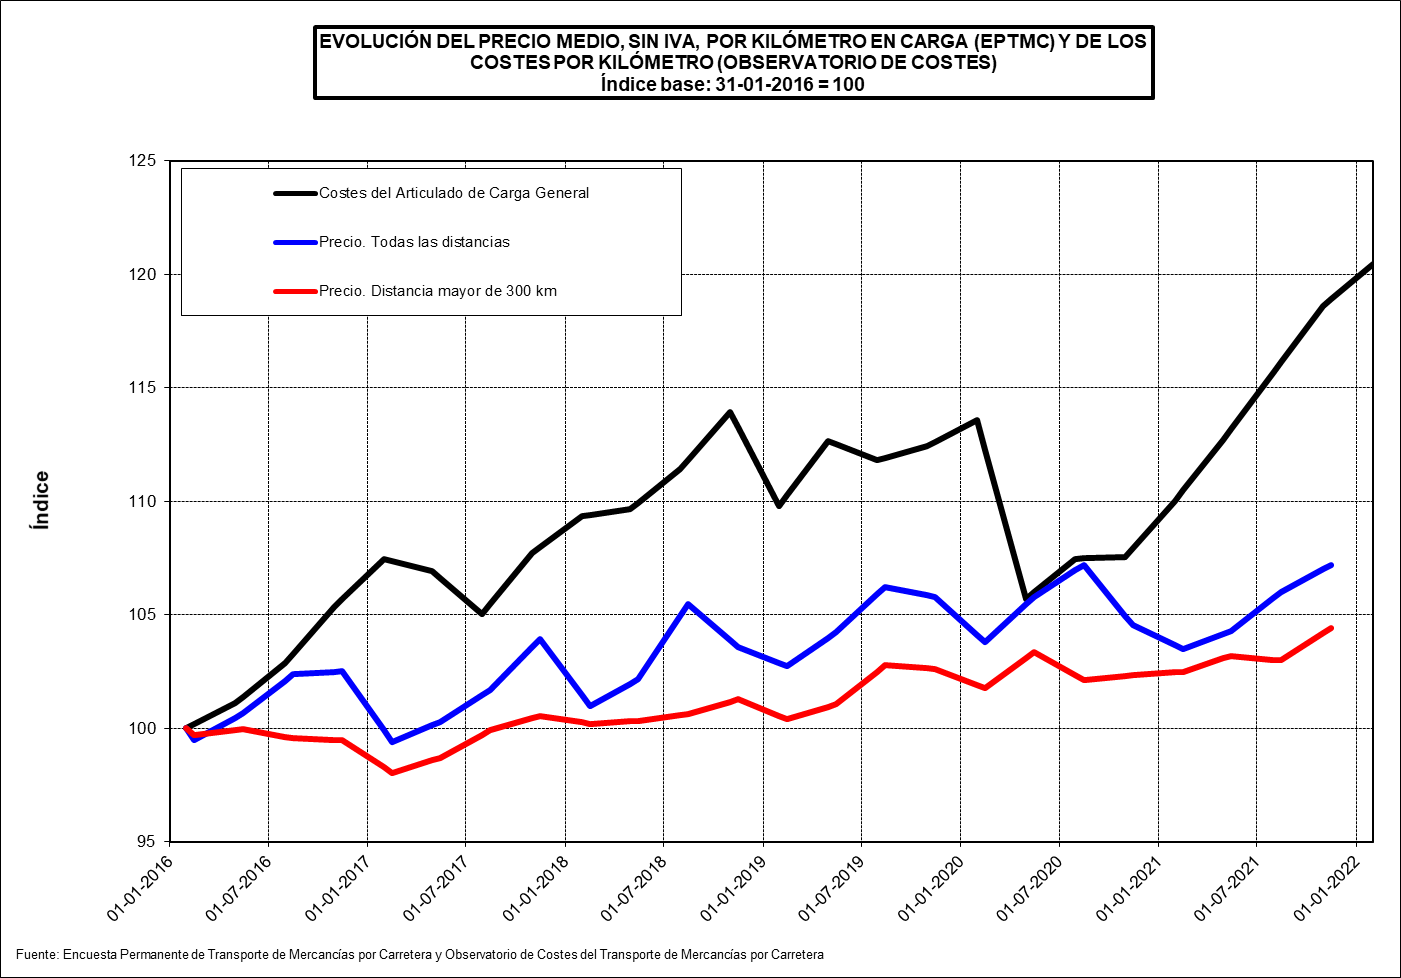 EVOLUCIÓN DEL PRECIO MEDIO, SIN IVA, POR KILÓMETRO EN CARGA (EPTMC) Y DE LOS
COSTES POR KILÓMETRO (OBSERVATORIO DE COSTES)
Índice base: 31-01-2016 = 100
125
120
115
110
105
100
95
Índice
Costes del Articulado de Carga General
Precio. Todas las distancias
Precio. Distancia mayor de 300 km
01-01-2016
01-07-2016
01-01-2017
01-07-2017
01-01-2018
01-07-2018
01-01-2019
01-07-2019
01-01-2020
01-07-2020
01-01-2021
01-07-2021
01-01-2022
Fuente: Encuesta Permanente de Transporte de Mercancías por Carretera y Observatorio de Costes del Transporte de Mercancías por Carretera